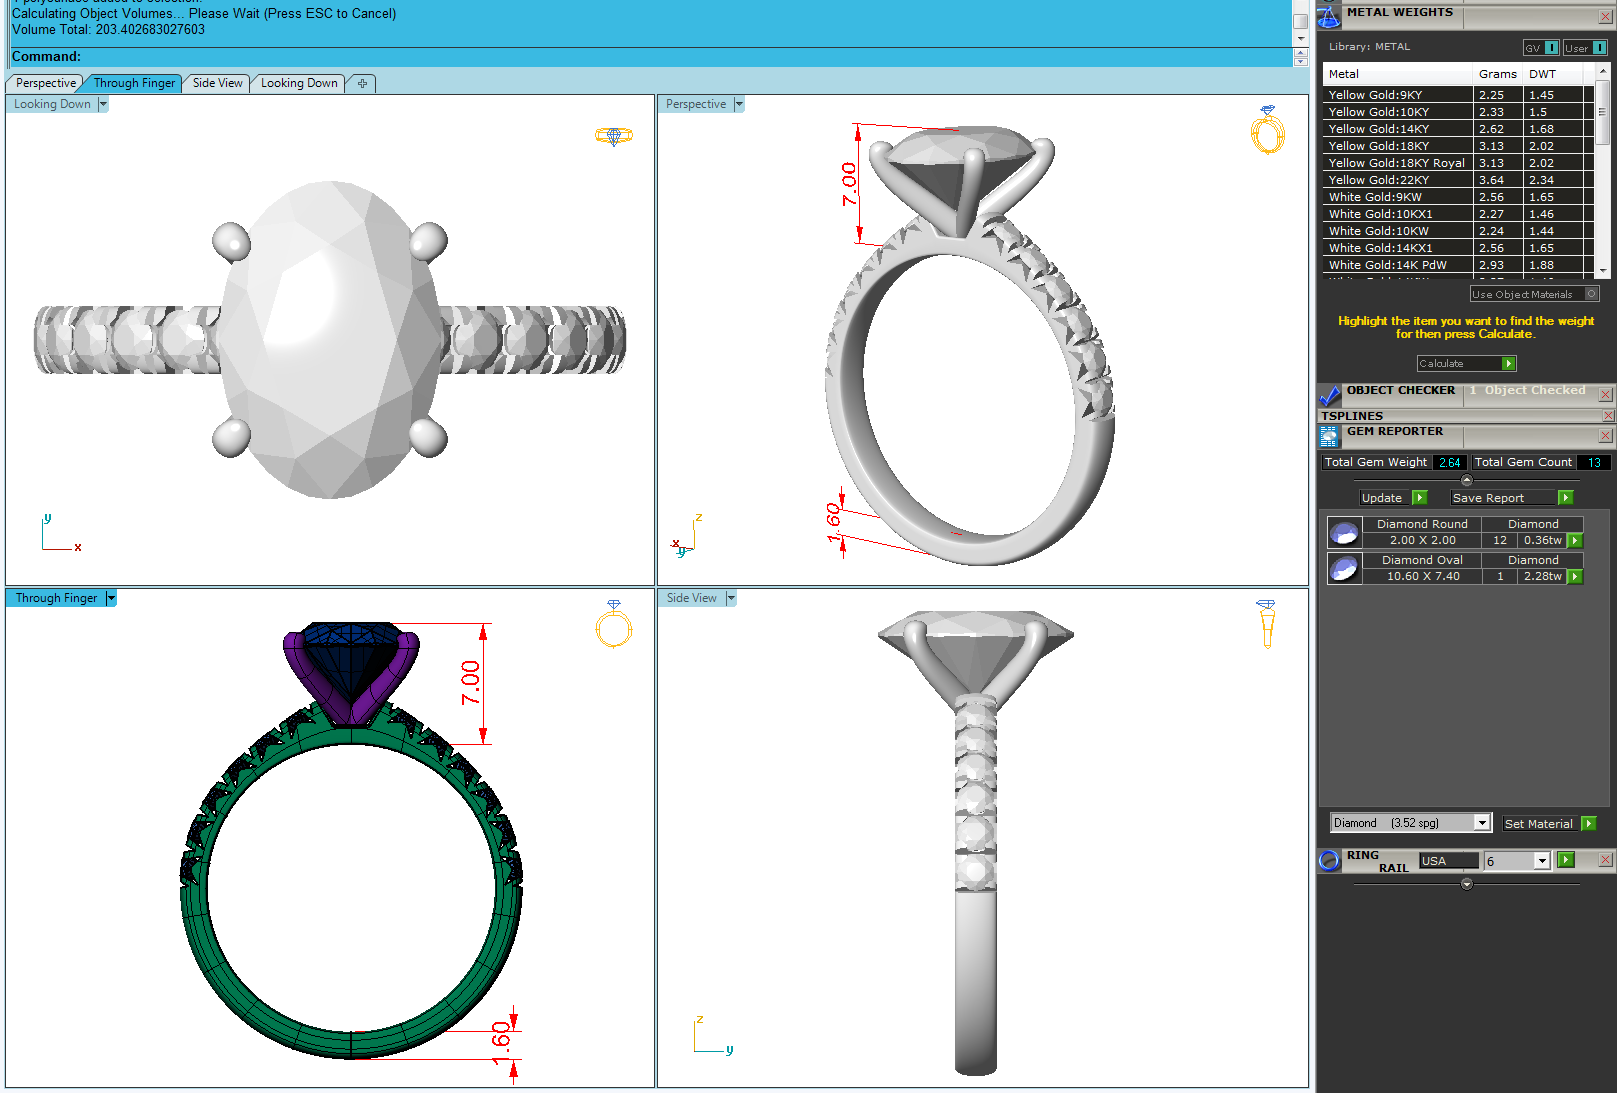 Calculating Object Volumes... Please Wait (Press ESC to Cancel)
Volume Total: 203.402683027603
Command:
Perspective Through Finger Side View Looking Down
Looking Down
Perspective
7.00
1.60
y
x
z
x
y
Through Finger
Side View
7.00
1.60
z
y
METAL WEIGHTS
Library: METAL GV User
Metal Grams DWT
Yellow Gold:9KY 2.25 1.45
Yellow Gold:10KY 2.33 1.5
Yellow Gold:14KY 2.62 1.68
Yellow Gold:18KY 3.13 2.02
Yellow Gold:18KY Royal 3.13 2.02
Yellow Gold:22KY 3.64 2.34
White Gold:9KW 2.56 1.65
White Gold:10KX1 2.27 1.46
White Gold:10KW 2.24 1.44
White Gold:14KX1 2.56 1.65
White Gold:14K PdW 2.93 1.88
Use Object Materials
Highlight the item you want to find the weight
for then press Calculate.
Calculate
OBJECT CHECKER 1 Object Checked
TSPLINES
GEM REPORTER
Total Gem Weight 2.64 Total Gem Count 13
Update Save Report
Diamond Round Diamond
2.00 X 2.00 12 0.36tw
Diamond Oval Diamond
10.60 X 7.40 1 2.28tw
Diamond (3.52 spg) Set Material
RING RAIL USA 6